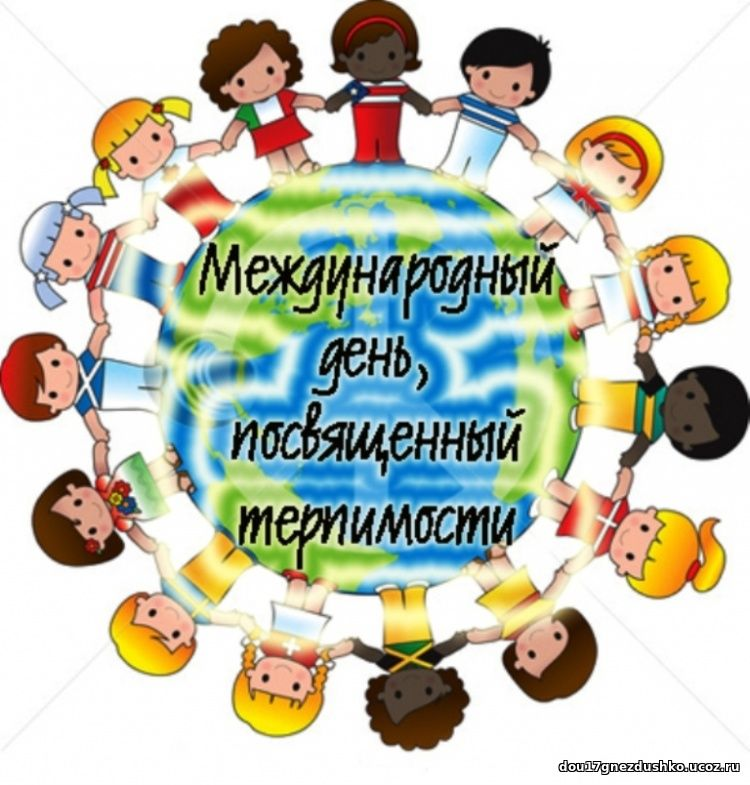 Международный
день,
посвященный
терпимости
dou17gnezdushko.ucoz.ru